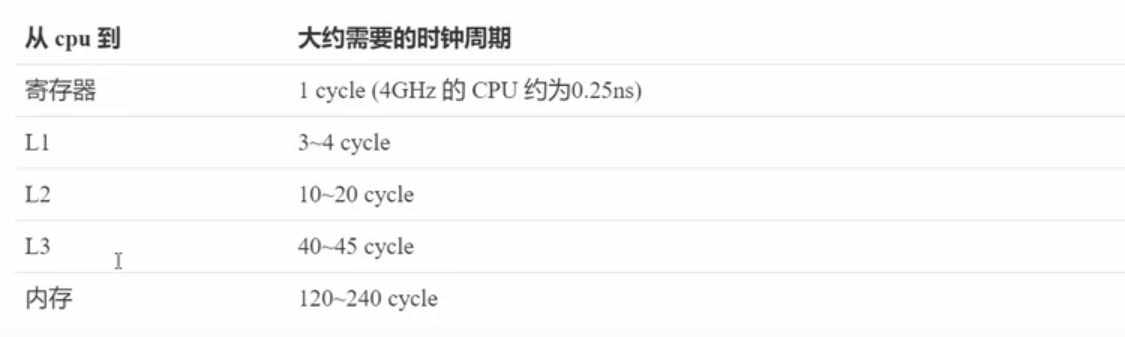 从 cpu 到 大约需要的时钟周期
寄存器 1 cycle (4GHz 的 CPU 约为0.25ns)
L1 3~4 cycle
L2 10~20 cycle
L3 40~45 cycle
内存 120~240 cycle